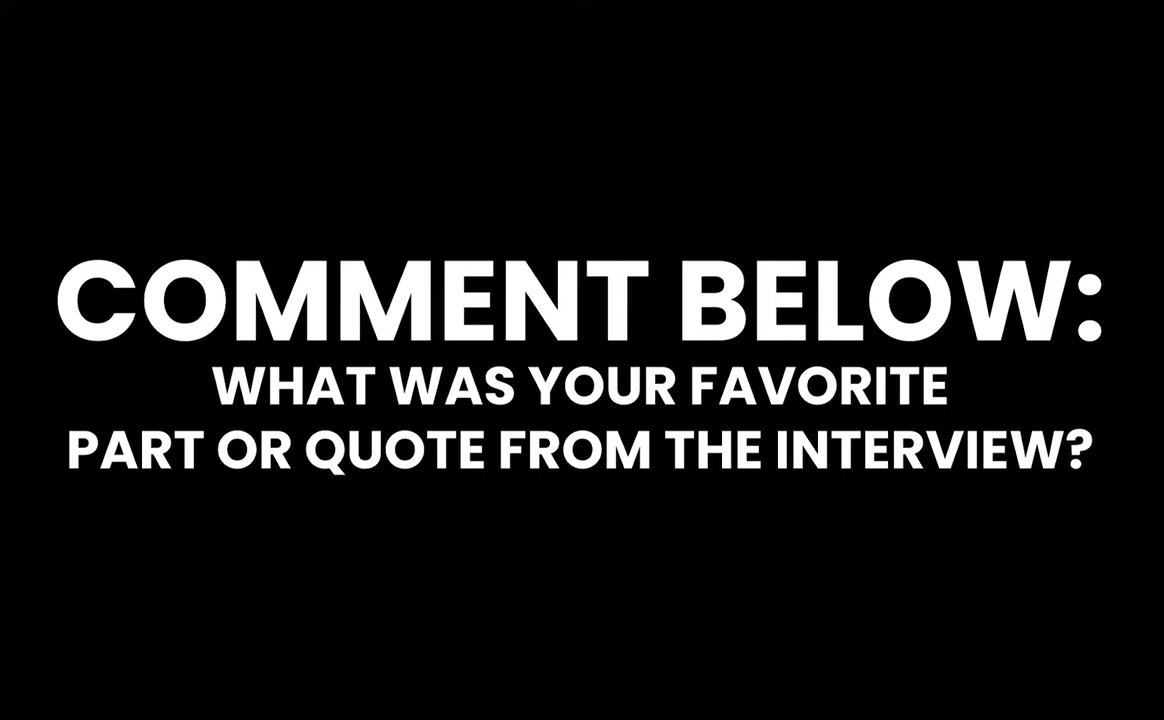 COMMENT BELOW:
WHAT WAS YOUR FAVORITE
PART OR QUOTE FROM THE INTERVIEW?